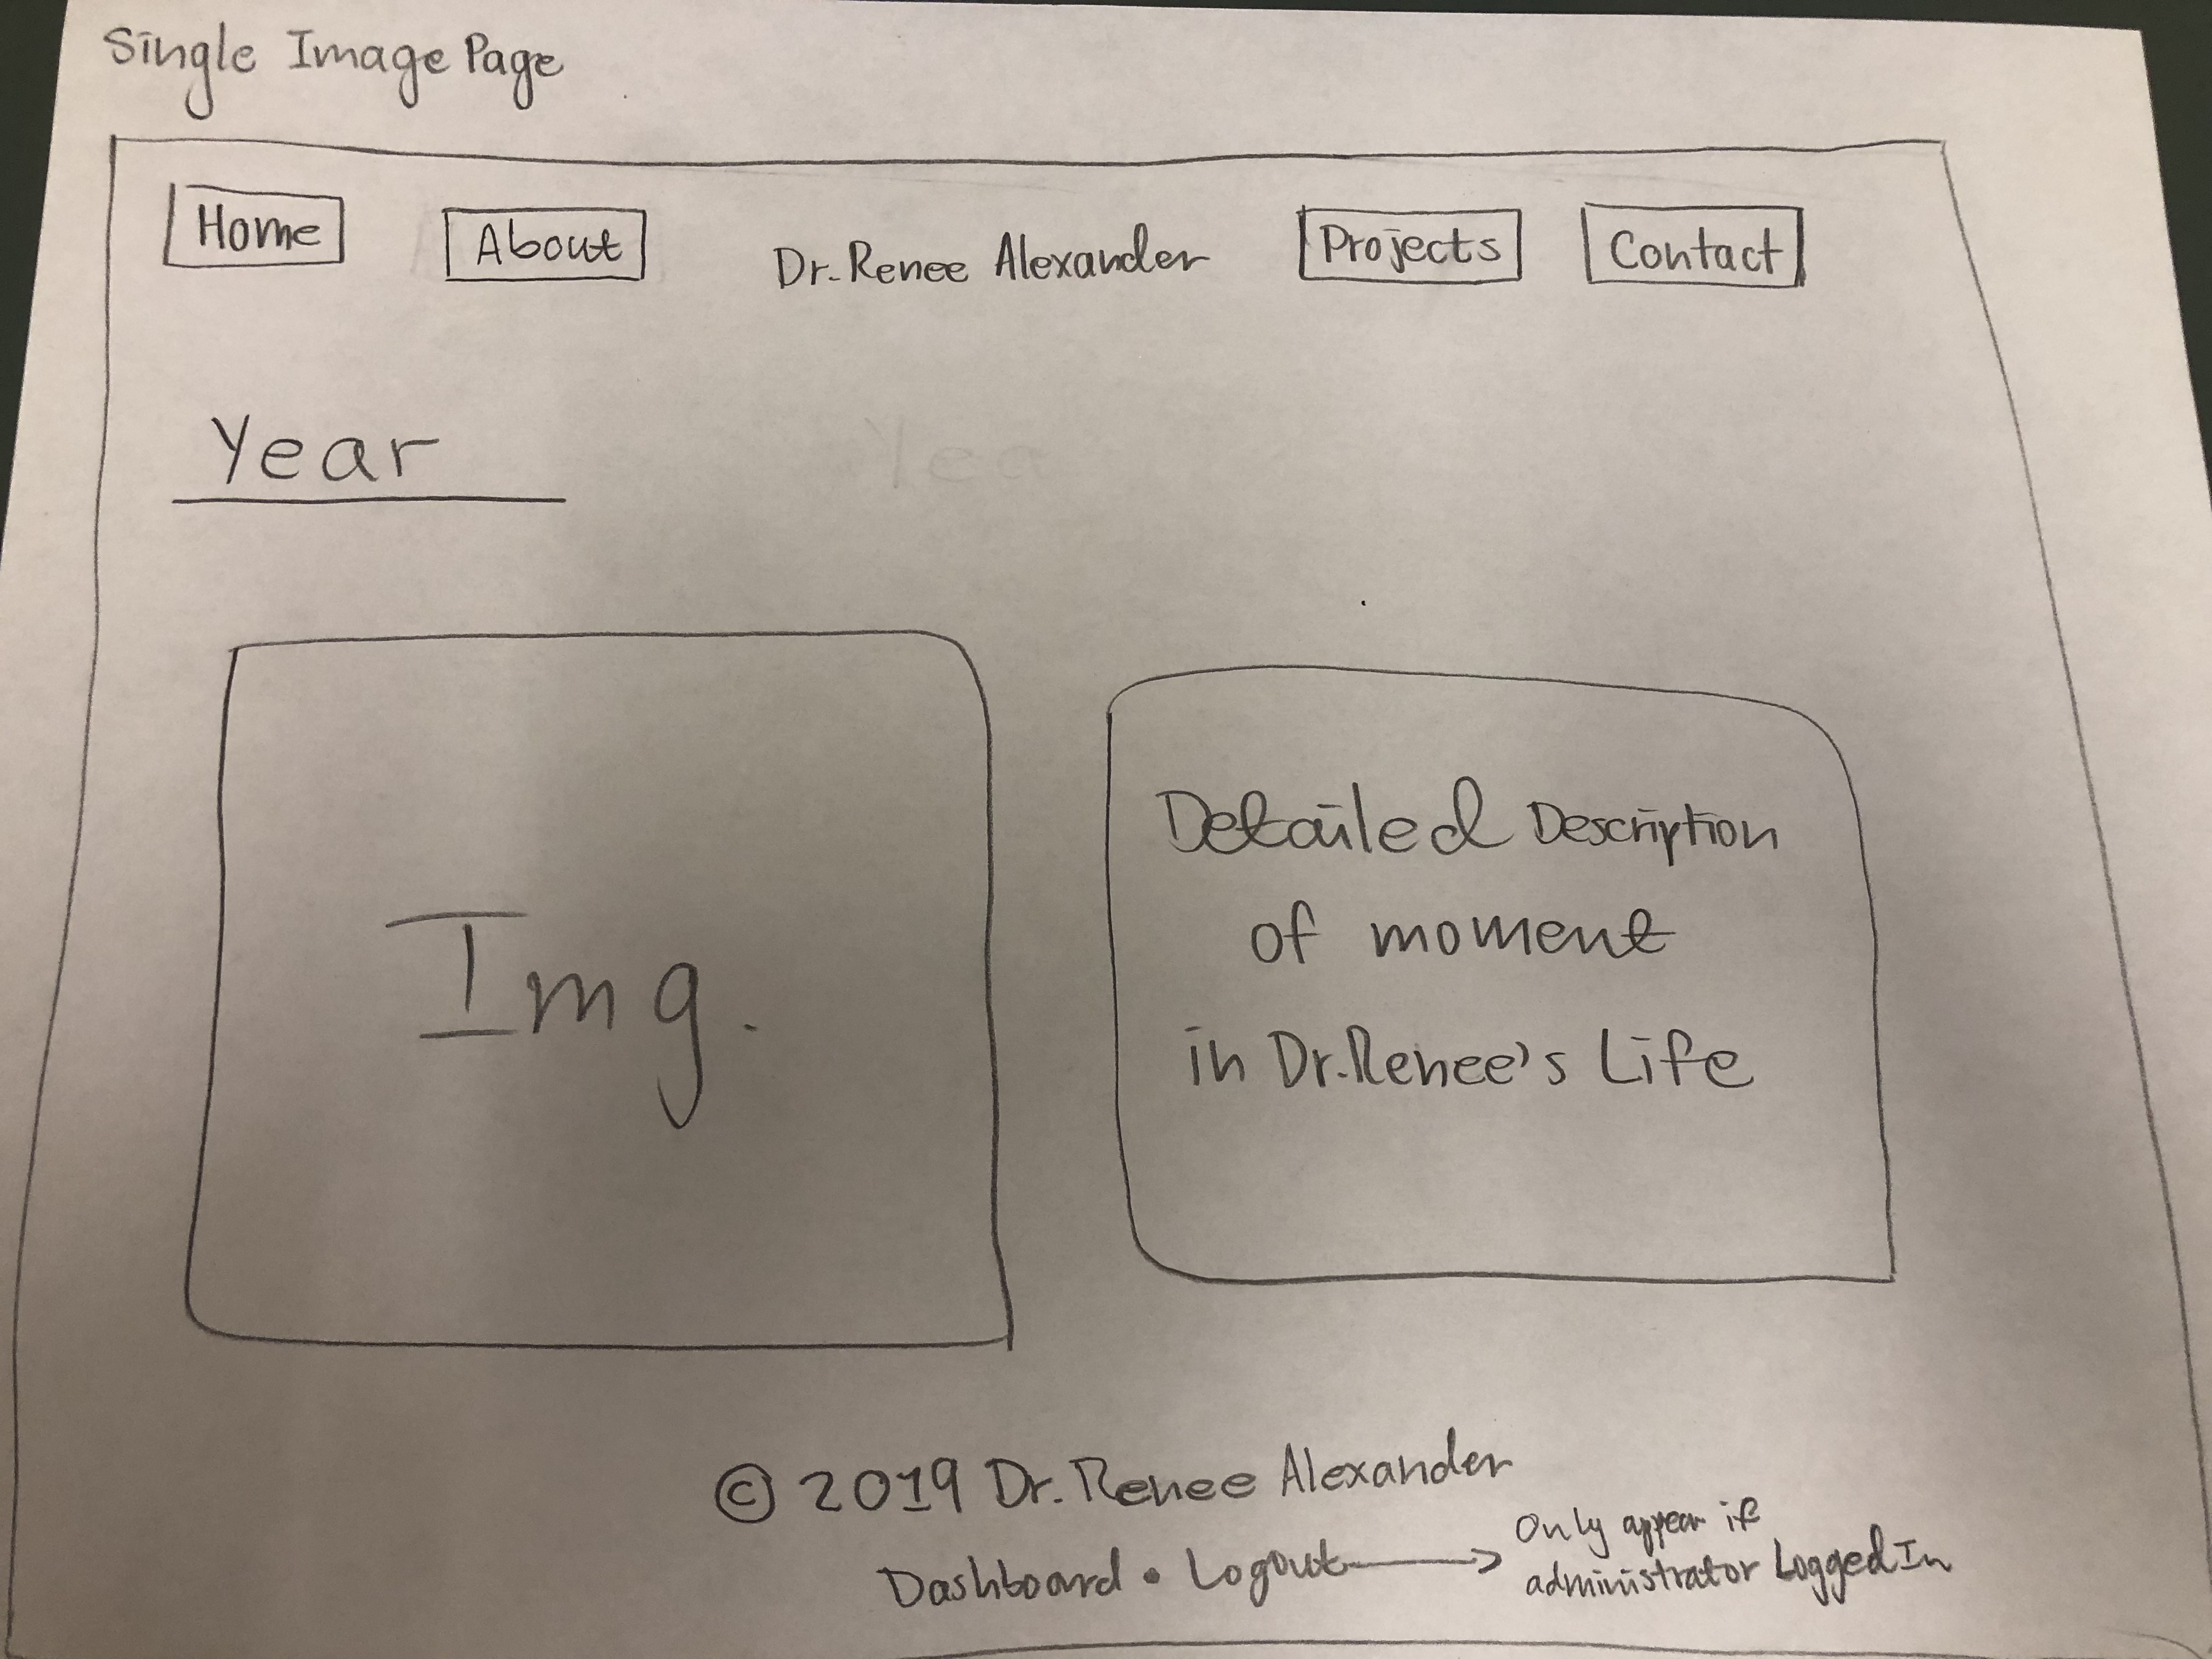 Single Image Page
Home About Dr. Renee Alexander Projects Contact
Year
Yea
Img.
Detailed Description
of moment
in Dr. Renee's Life
© 2019 Dr. Renee Alexander
Dashboard • Logout → Only appear if
administrator Logged In